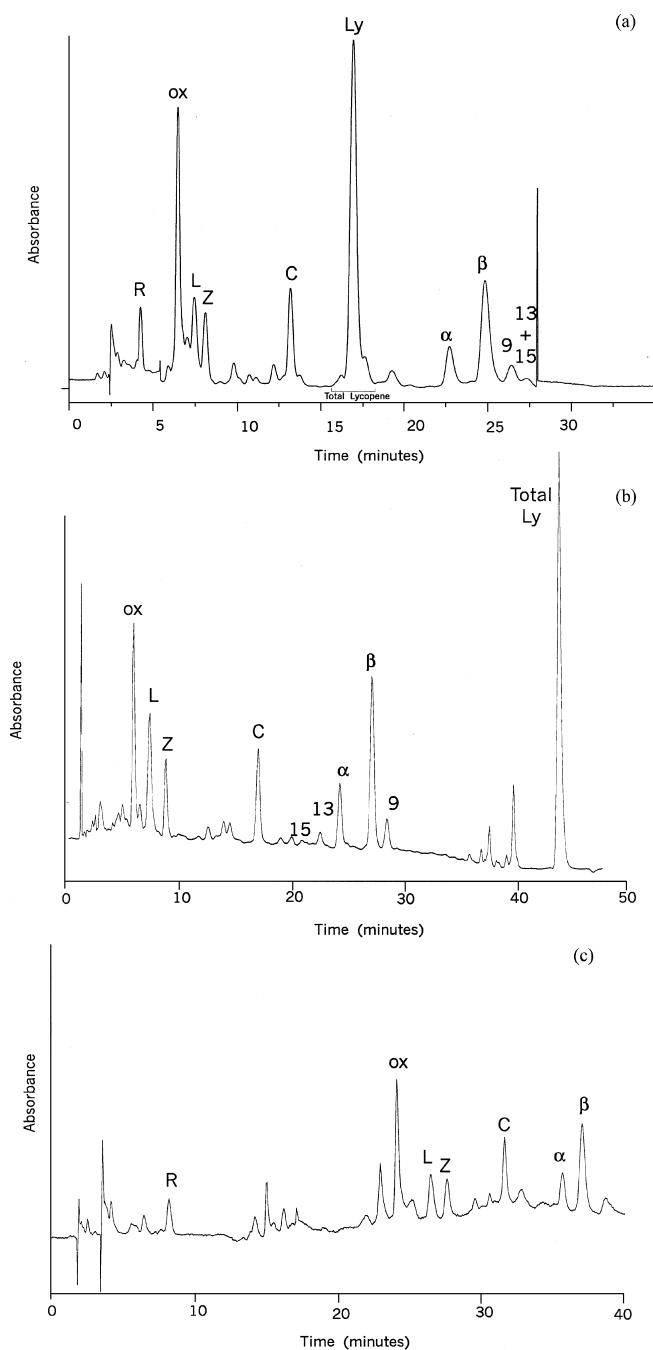 (a)
Ly
ox
Absorbance
R
L
Z
C
α
β
9
13
+
15
Total Lycopene
0 5 10 15 20 25 30
Time (minutes)
(b)
Total
Ly
ox
L
Z
Absorbance
C
15
13
α
β
9
0 10 20 30 40 50
Time (minutes)
(c)
ox
Absorbance
R
L
Z
C
α
β
0 10 20 30 40
Time (minutes)